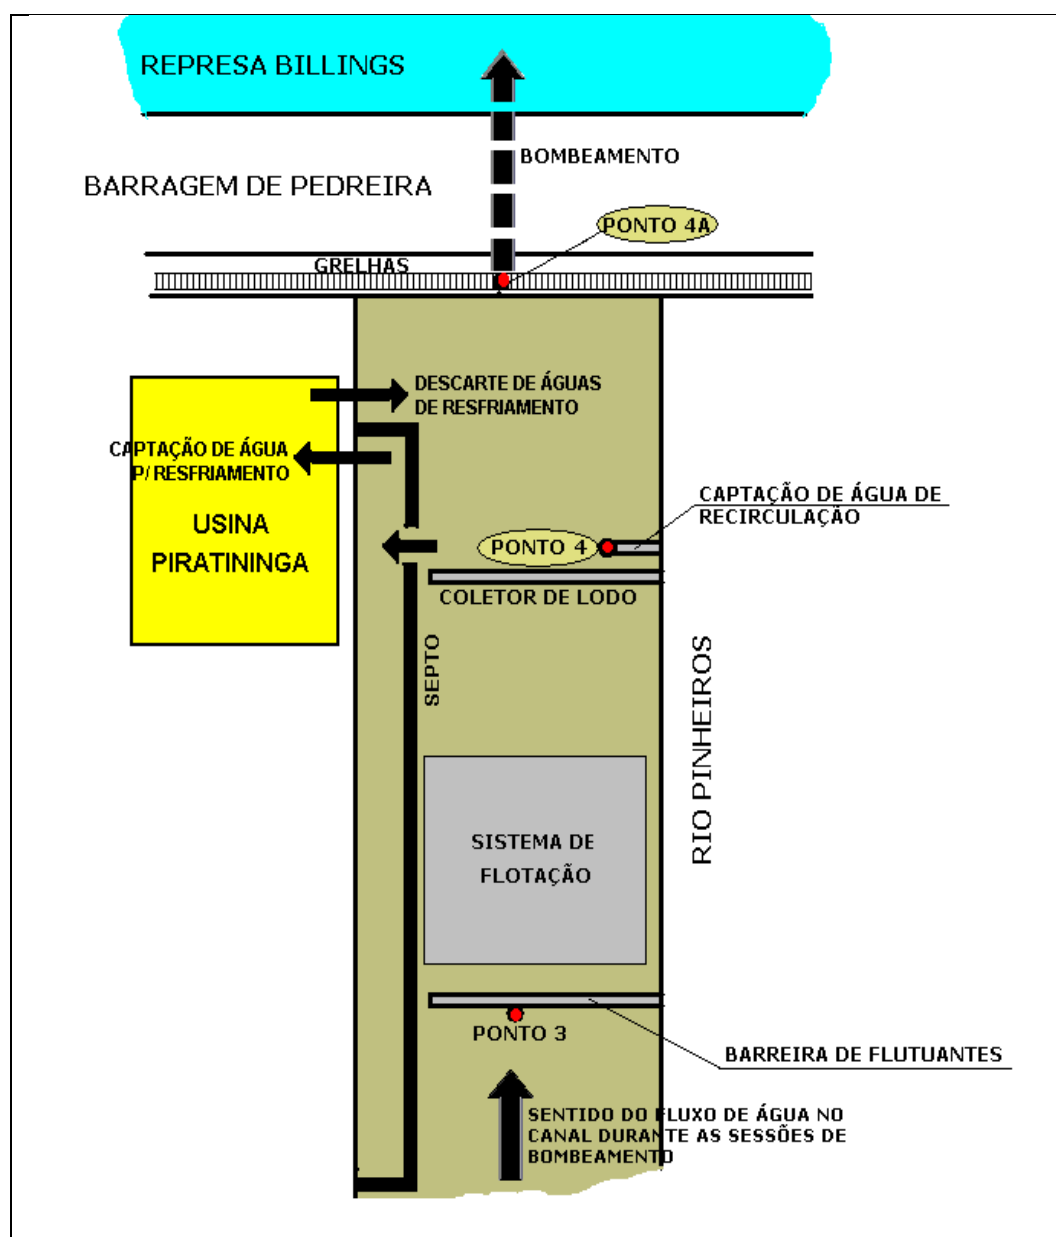 REPRESA BILLINGS
BOMBEAMENTO
BARRAGEM DE PEDREIRA
PONTO 4A
GRELHAS
DESCARTE DE ÁGUAS
DE RESFRIAMENTO
CAPTAÇÃO DE ÁGUA
P/ RESFRIAMENTO
USINA
PIRATININGA
CAPTAÇÃO DE ÁGUA DE
RECIRCULAÇÃO
PONTO 4
COLETOR DE LODO
SEPTO
RIO PINHEIROS
SISTEMA DE
FLOTAÇÃO
PONTO 3
BARREIRA DE FLUTUANTES
SENTIDO DO FLUXO DE ÁGUA NO
CANAL DURANTE AS SESSÕES DE
BOMBEAMENTO